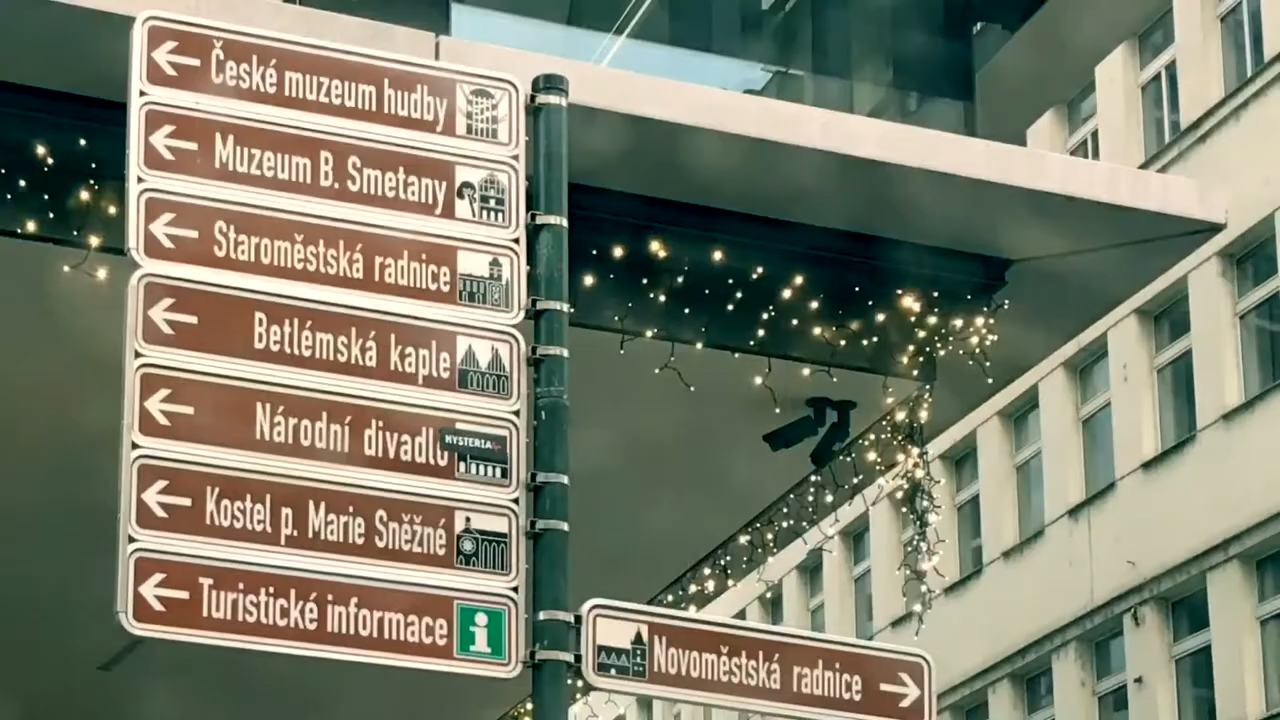 České muzeum hudby
Muzeum B. Smetany
Staroměstská radnice
Betlémská kaple
Národní divadlo
HYSTERIA
Kostel p. Marie Sněžné
Turistické informace
i
Novoměstská radnice